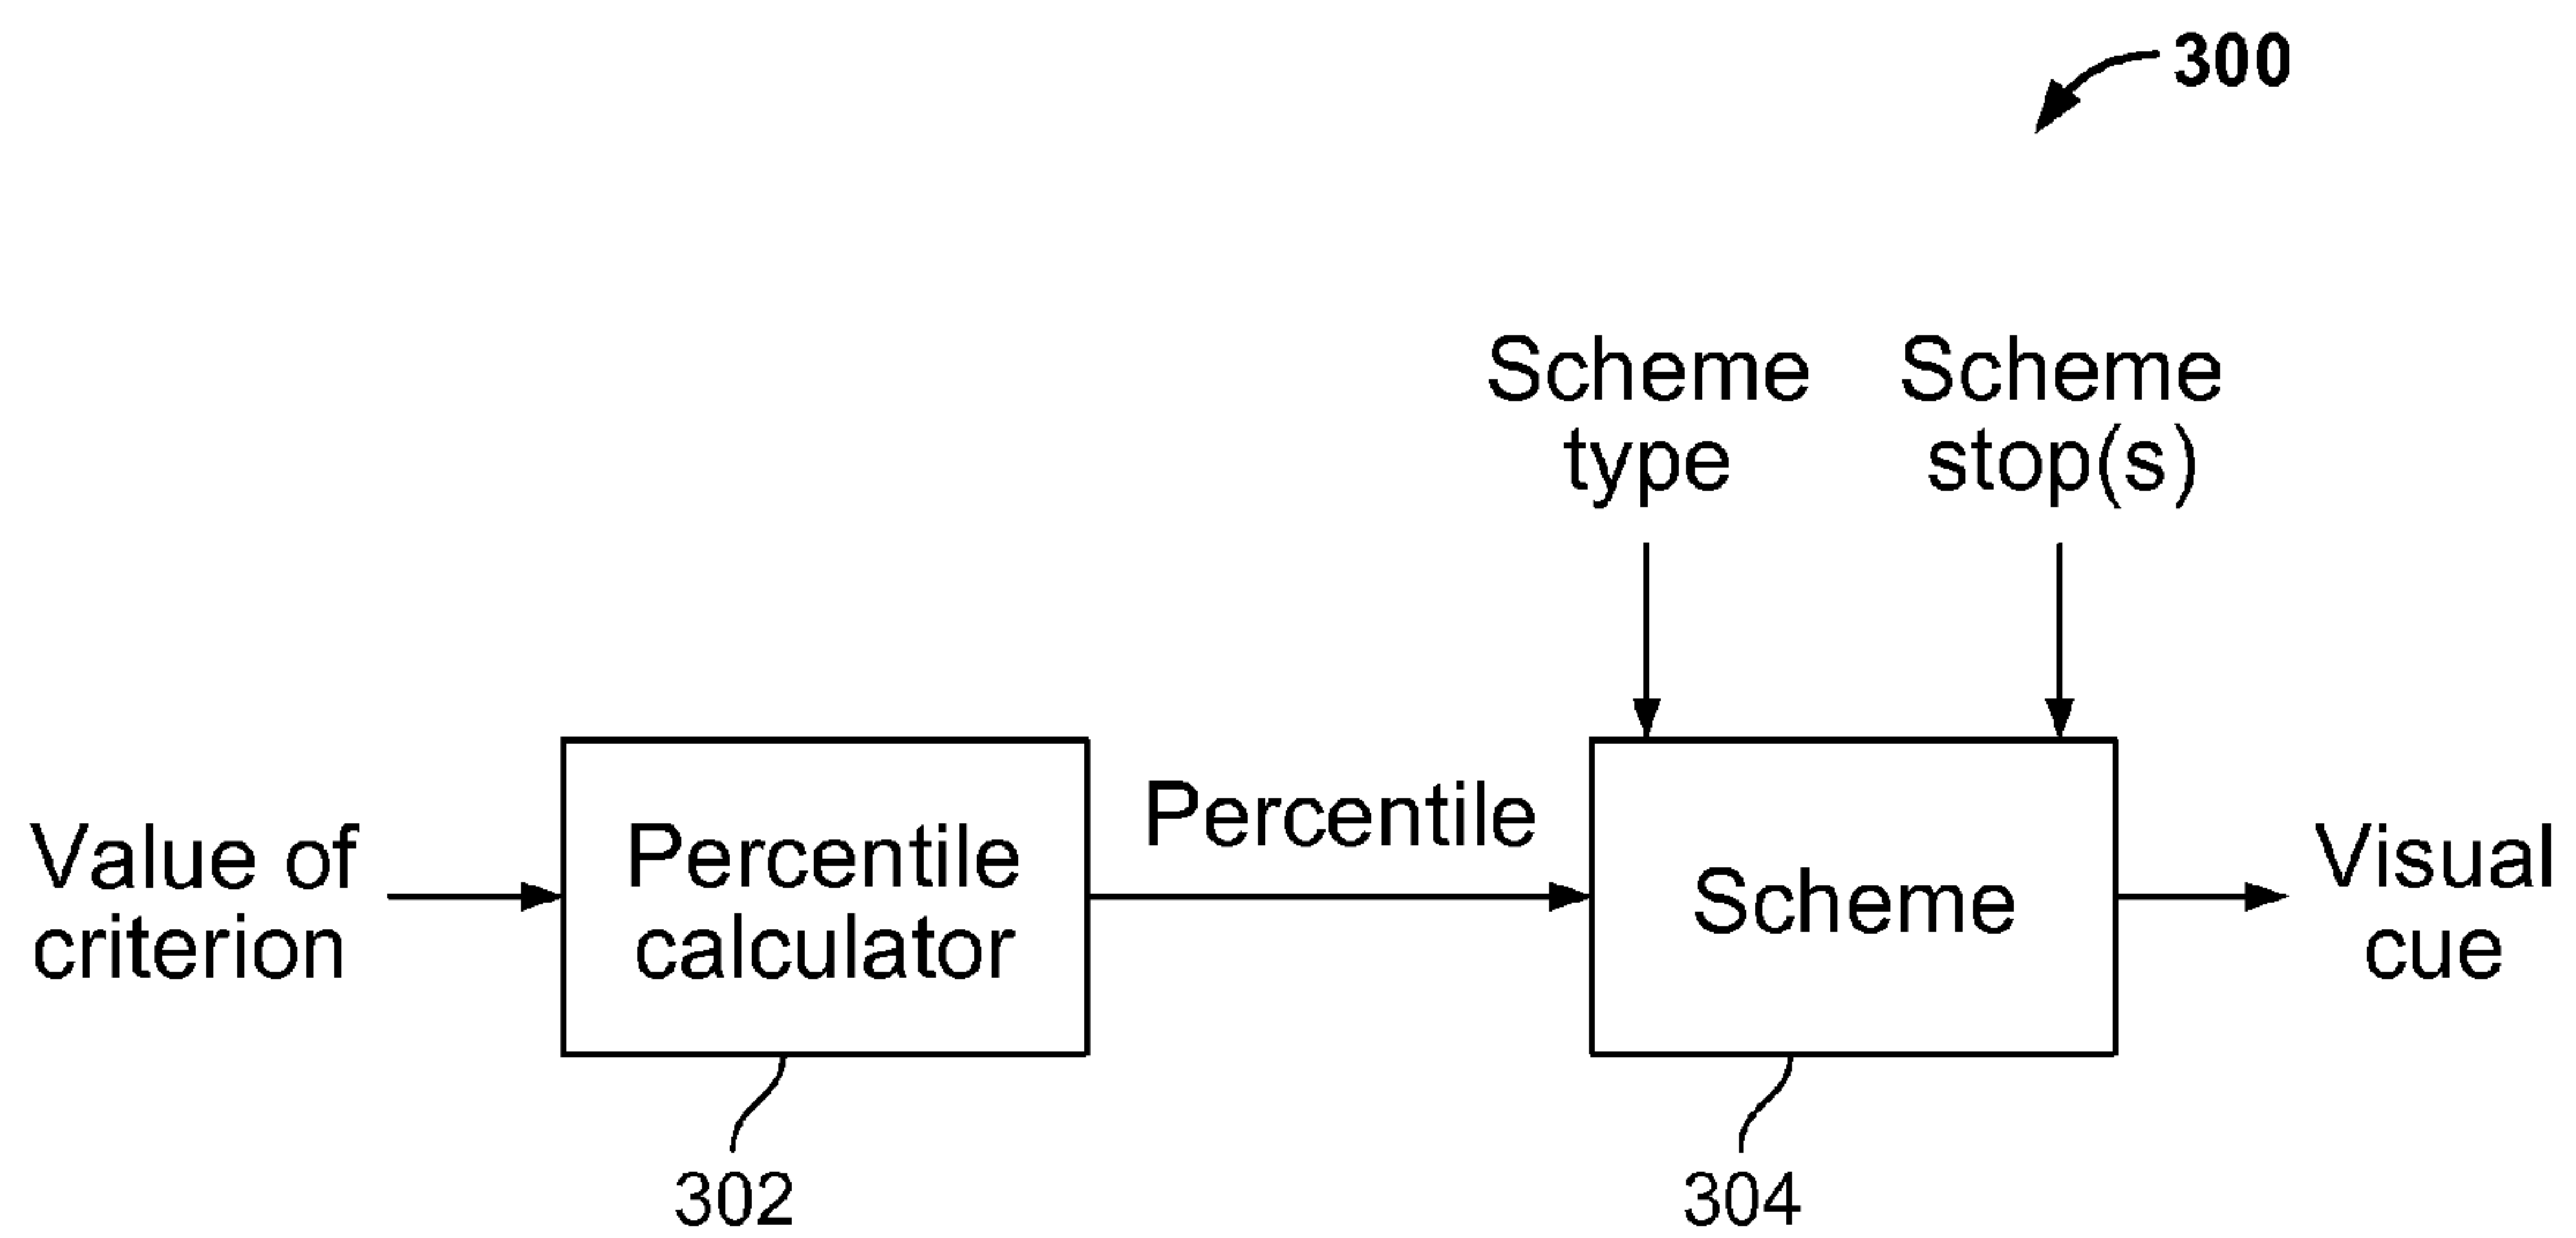 300
Scheme
type
Scheme
stop(s)
Value of
criterion
Percentile
calculator
Percentile
Scheme
Visual
cue
302
304